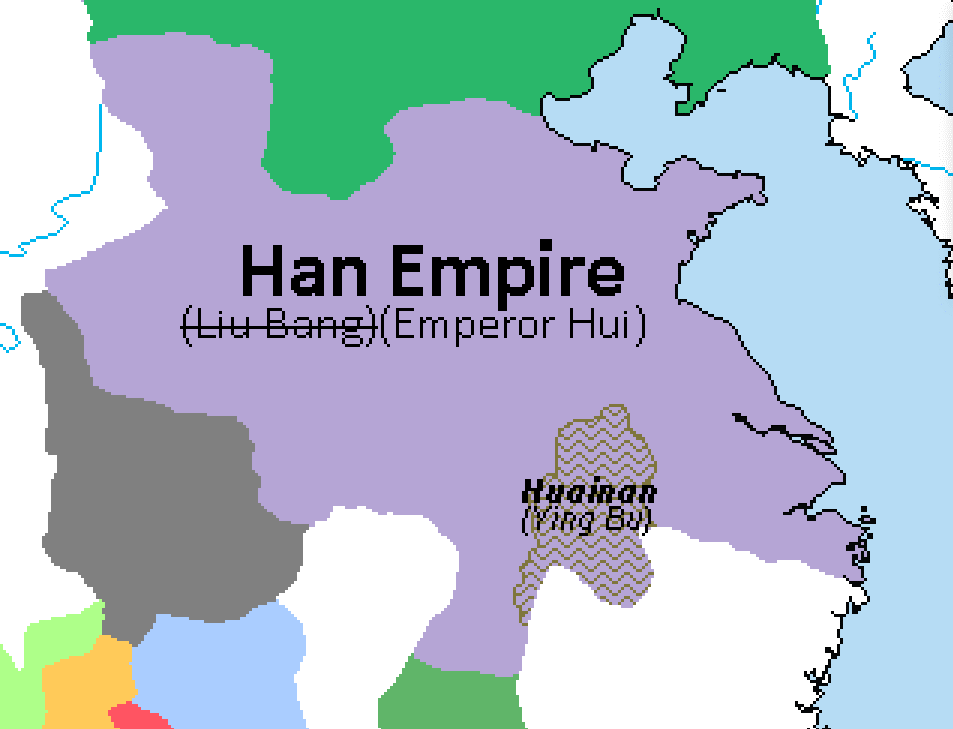 Han Empire
(Liu Bang)(Emperor Hui)
Huainan
(Ying Bu)